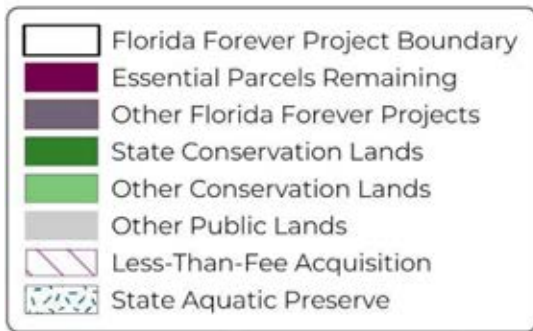 Florida Forever Project Boundary
Essential Parcels Remaining
Other Florida Forever Projects
State Conservation Lands
Other Conservation Lands
Other Public Lands
Less-Than-Fee Acquisition
State Aquatic Preserve